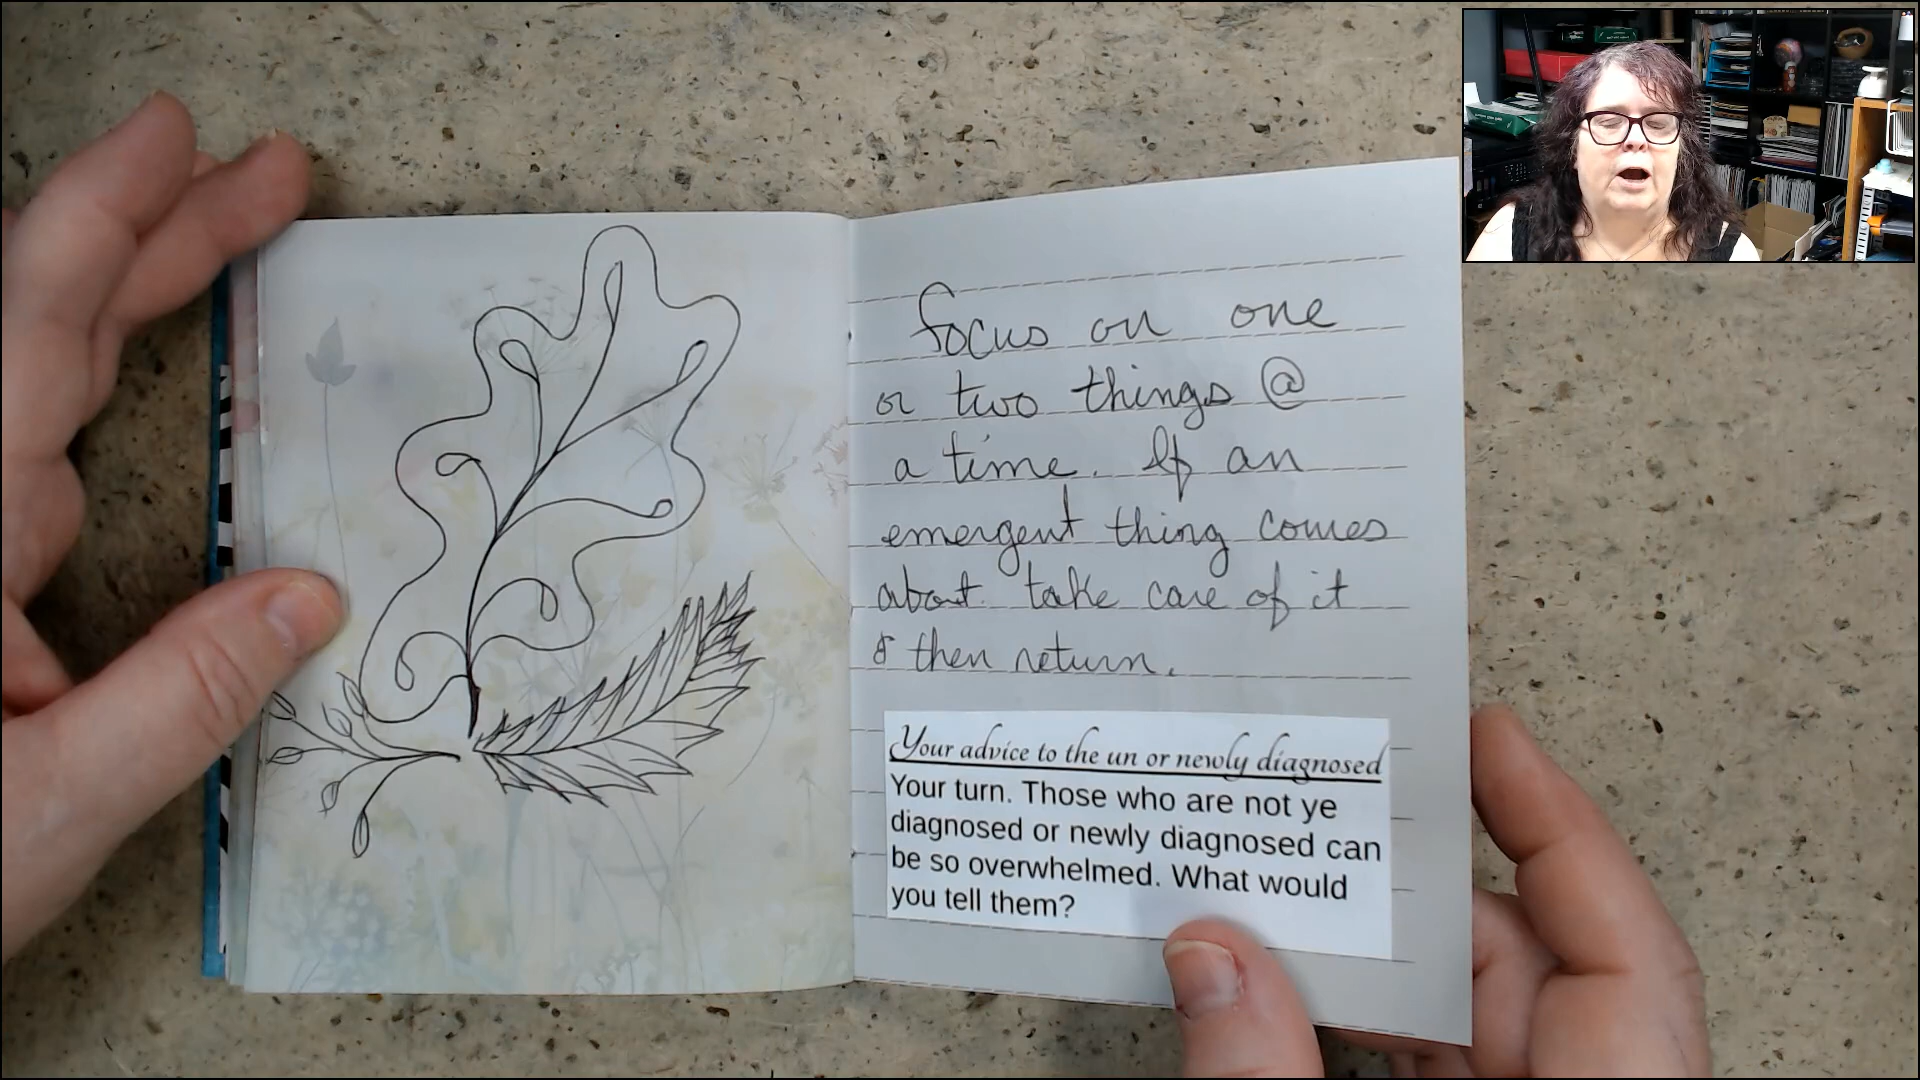 focus on one
or two things @
a time. If an
emergent thing comes
about take care of it
& then return.
Your advice to the un or newly diagnosed
Your turn. Those who are not ye
diagnosed or newly diagnosed can
be so overwhelmed. What would
you tell them?